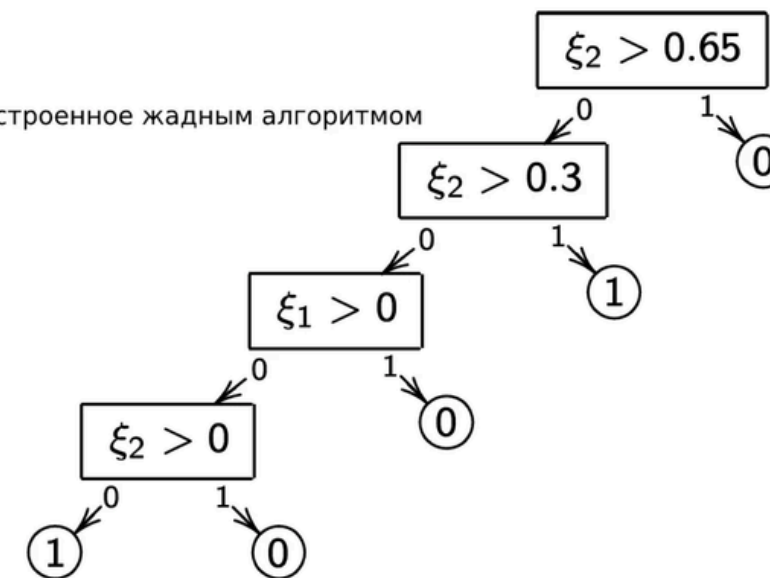 ξ₂ > 0.65
строенное жадным алгоритмом
0 1
0
ξ₂ > 0.3
0 1
1
ξ₁ > 0
0 1
0
ξ₂ > 0
0 1
1 0